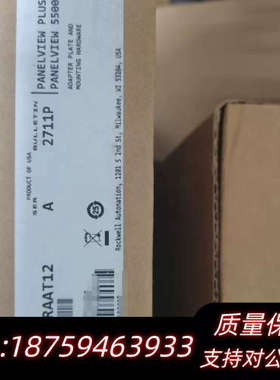 PANELVIEW PLUS
PANELVIEW 5500
ADAPTER PLATE AND
MOUNTING HARDWARE
BULLETIN
2711P
SER
A
PRODUCT OF USA
Rockwell Automation, 1201 S 2nd St, Milwaukee, WI 53204, USA
25
RAAT12
质量保
:18759463933
支持对公